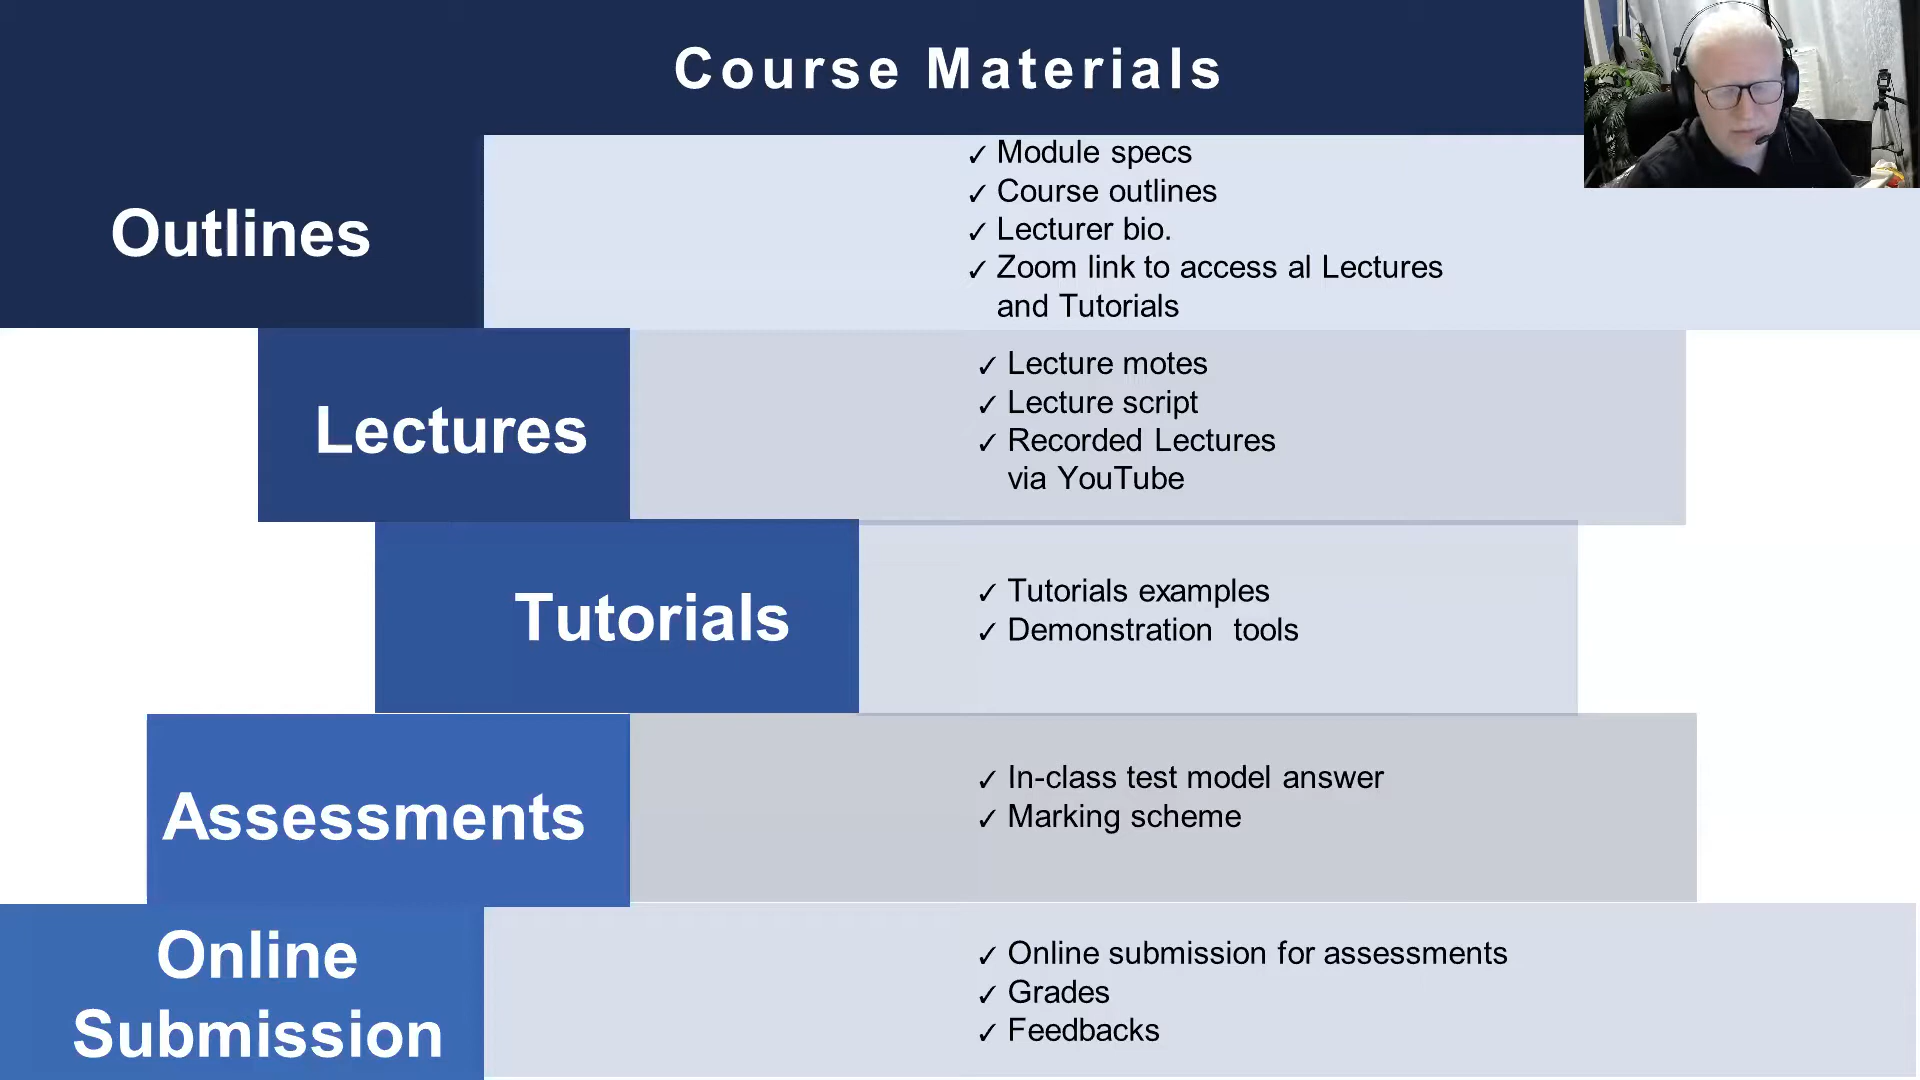 Course Materials
Outlines
✓ Module specs
✓ Course outlines
✓ Lecturer bio.
✓ Zoom link to access al Lectures
and Tutorials
Lectures
✓ Lecture motes
✓ Lecture script
✓ Recorded Lectures
via YouTube
Tutorials
✓ Tutorials examples
✓ Demonstration  tools
Assessments
✓ In-class test model answer
✓ Marking scheme
Online
Submission
✓ Online submission for assessments
✓ Grades
✓ Feedbacks